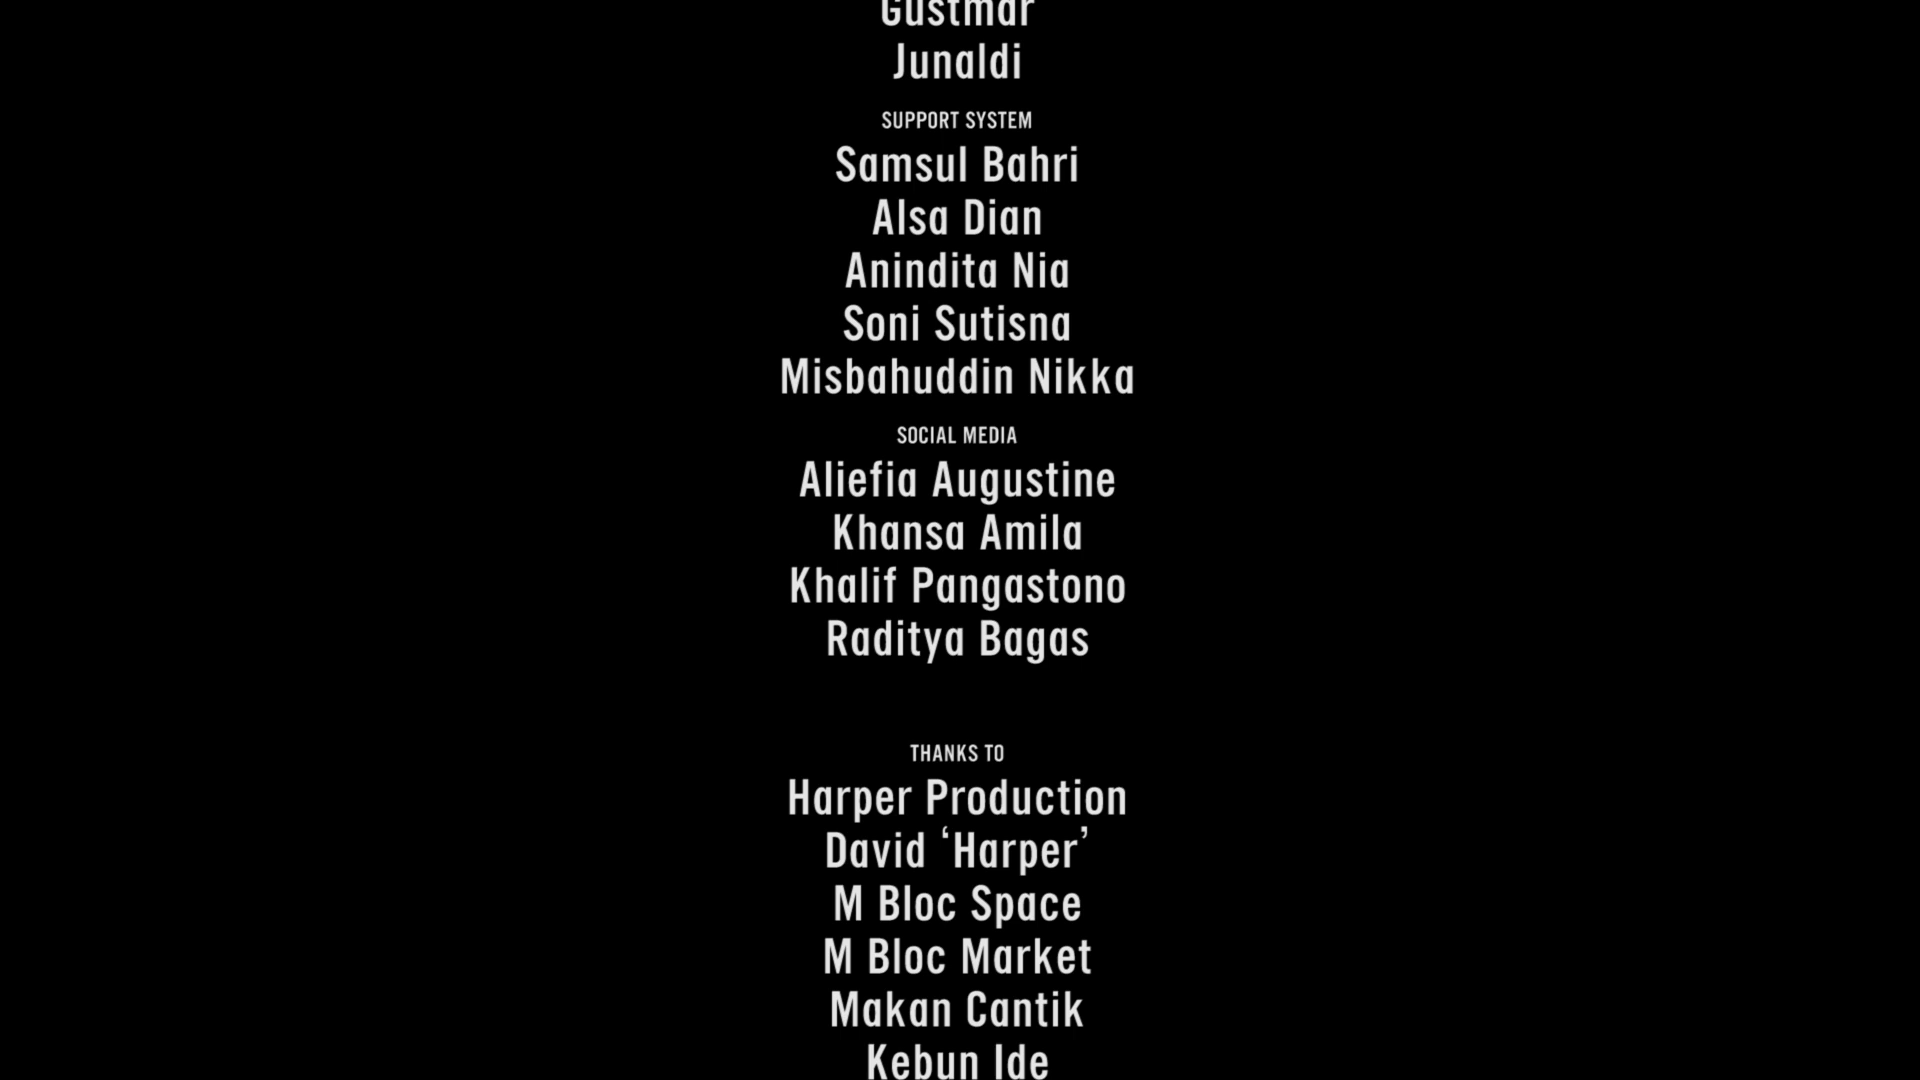 Gustmar
Junaldi
SUPPORT SYSTEM
Samsul Bahri
Alsa Dian
Anindita Nia
Soni Sutisna
Misbahuddin Nikka
SOCIAL MEDIA
Aliefia Augustine
Khansa Amila
Khalif Pangastono
Raditya Bagas
THANKS TO
Harper Production
David ‘Harper’
M Bloc Space
M Bloc Market
Makan Cantik
Kebun Ide